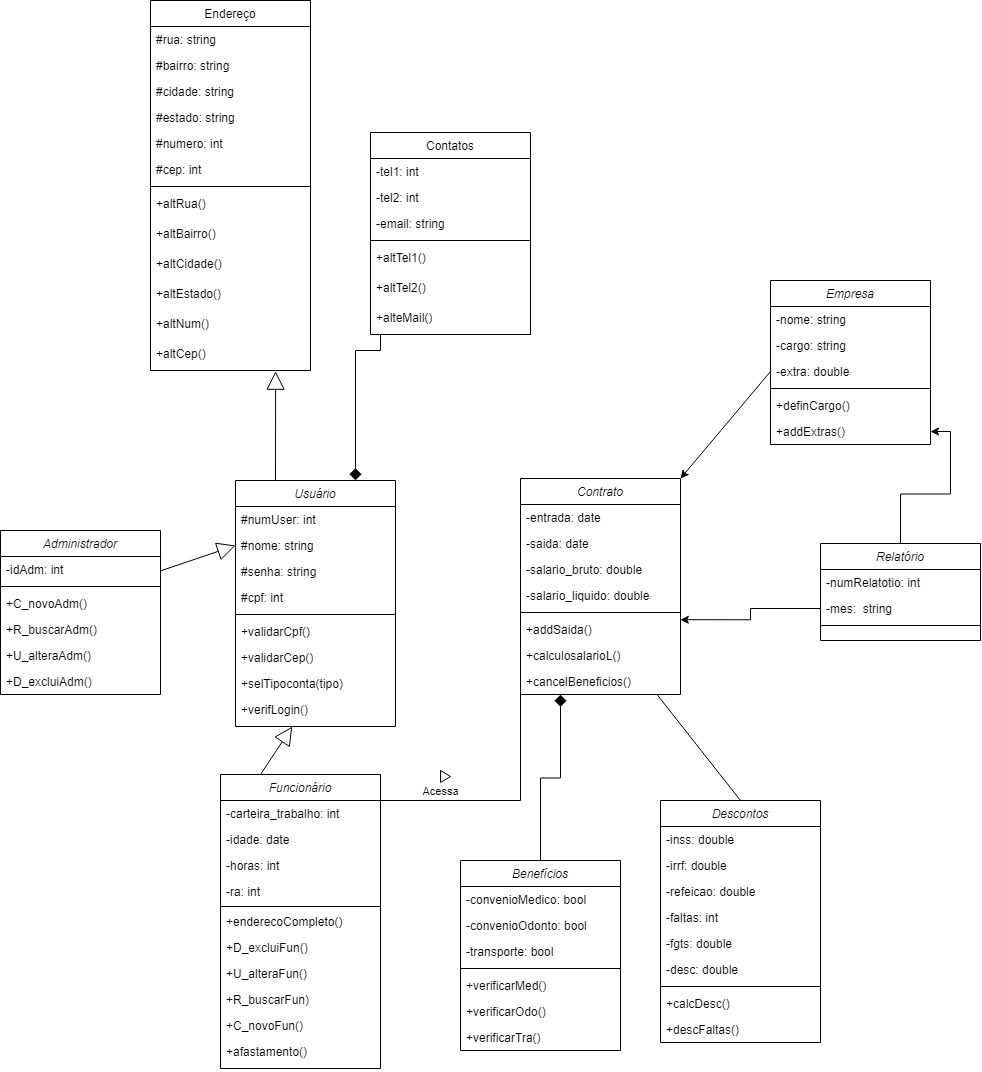 Endereço
#rua: string
#bairro: string
#cidade: string
#estado: string
#numero: int
#cep: int
+altRua()
+altBairro()
+altCidade()
+altEstado()
+altNum()
+altCep()
Contatos
-tel1: int
-tel2: int
-email: string
+altTel1()
+altTel2()
+alteMail()
Empresa
-nome: string
-cargo: string
-extra: double
+definCargo()
+addExtras()
Usuário
#numUser: int
#nome: string
#senha: string
#cpf: int
+validarCpf()
+validarCep()
+selTipoconta(tipo)
+verifLogin()
Administrador
-idAdm: int
+C_novoAdm()
+R_buscarAdm()
+U_alteraAdm()
+D_excluiAdm()
Contrato
-entrada: date
-saida: date
-salario_bruto: double
-salario_liquido: double
+addSaida()
+calculosalarioL()
+cancelBeneficios()
Relatório
-numRelatotio: int
-mes: string
Funcionário
-carteira_trabalho: int
-idade: date
-horas: int
-ra: int
+enderecoCompleto()
+D_excluiFun()
+U_alteraFun()
+R_buscarFun)
+C_novoFun()
+afastamento()
Acessa
Benefícios
-convenioMedico: bool
-convenioOdonto: bool
-transporte: bool
+verificarMed()
+verificarOdo()
+verificarTra()
Descontos
-inss: double
-irrf: double
-refeicao: double
-faltas: int
-fgts: double
-desc: double
+calcDesc()
+descFaltas()